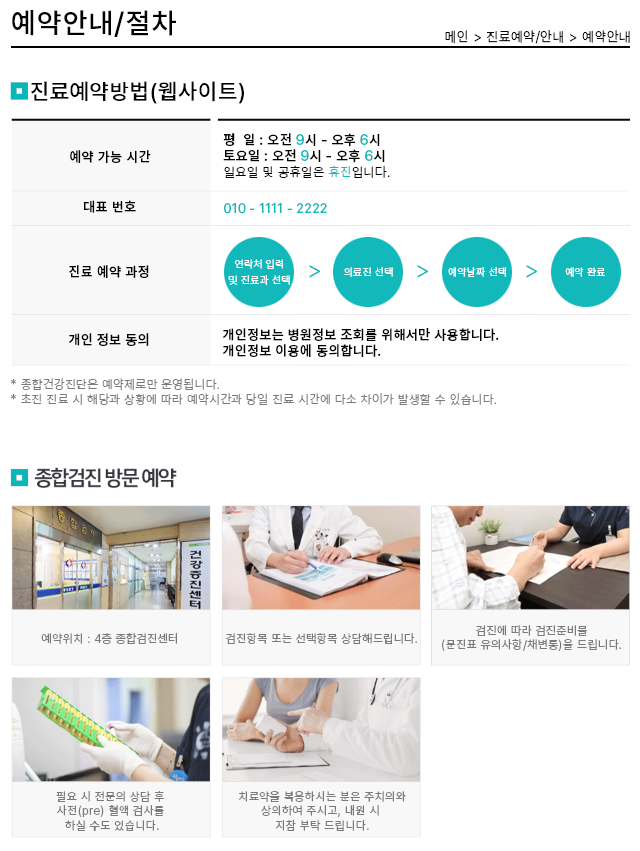 예약안내/절차
메인 > 진료예약/안내 > 예약안내
진료예약방법(웹사이트)
예약 가능 시간
평 일 : 오전 9시 - 오후 6시
토요일 : 오전 9시 - 오후 6시
일요일 및 공휴일은 휴진입니다.
대표 번호
010 - 1111 - 2222
진료 예약 과정
연락처 입력
및 진료과 선택
>
의료진 선택
>
예약날짜 선택
>
예약 완료
개인 정보 동의
개인정보는 병원정보 조회를 위해서만 사용합니다.
개인정보 이용에 동의합니다.
* 종합건강진단은 예약제로만 운영됩니다.
* 초진 진료 시 해당과 상황에 따라 예약시간과 당일 진료 시간에 다소 차이가 발생할 수 있습니다.
종합검진 방문 예약
종합검사
건강증진센터
예약위치 : 4층 종합검진센터
검진항목 또는 선택항목 상담해드립니다.
검진에 따라 검진준비물
(문진표 유의사항/채변통)을 드립니다.
필요 시 전문의 상담 후
사전(pre) 혈액 검사를
하실 수도 있습니다.
치료약을 복용하시는 분은 주치의와
상의하여 주시고, 내원 시
지참 부탁 드립니다.